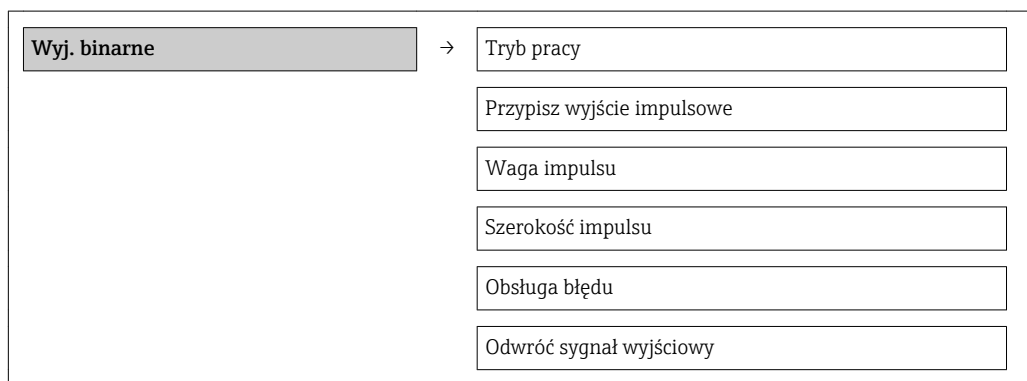 Wyj. binarne → Tryb pracy
Przypisz wyjście impulsowe
Waga impulsu
Szerokość impulsu
Obsługa błędu
Odwróć sygnał wyjściowy